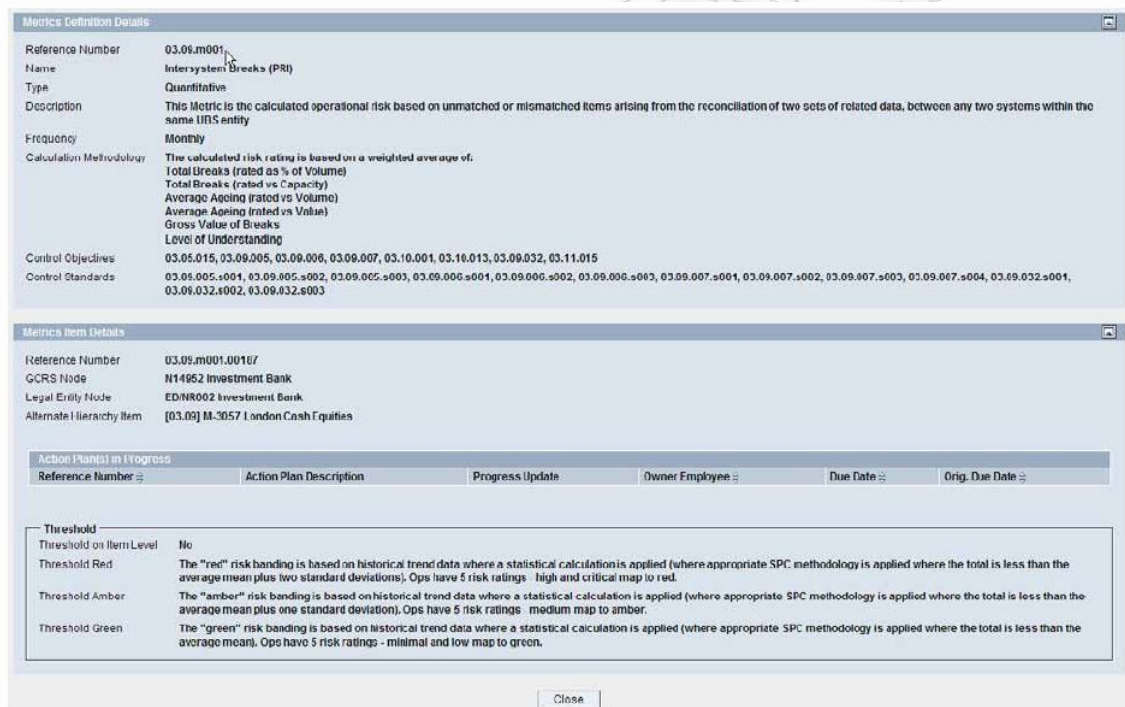 Metrics Definition Details
Reference Number 03.09.m001
Name Intersystem Breaks (PRI)
Type Quantitative
Description This Metric is the calculated operational risk based on unmatched or mismatched items arising from the reconciliation of two sets of related data, between any two systems within the
same UBS entity
Frequency Monthly
Calculation Methodology The calculated risk rating is based on a weighted average of:
Total Breaks (rated as % of Volume)
Total Breaks (rated vs Capacity)
Average Ageing (rated vs Volume)
Average Ageing (rated vs Value)
Gross Value of Breaks
Level of Understanding
Control Objectives 03.05.015, 03.09.005, 03.09.006, 03.09.007, 03.10.001, 03.10.013, 03.09.032, 03.11.015
Control Standards 03.09.005.s001, 03.09.005.s002, 03.09.005.s003, 03.09.006.s001, 03.09.006.s002, 03.09.006.s003, 03.09.007.s001, 03.09.007.s002, 03.09.007.s003, 03.09.007.s004, 03.09.032.s001,
03.09.032.s002, 03.09.032.s003
Metrics Item Details
Reference Number 03.09.m001.00187
GCRS Node N14952 Investment Bank
Legal Entity Node ED/NR002 Investment Bank
Alternate Hierarchy Item [03.09] M-3057 London Cash Equities
Action Plan(s) in Progress
Reference Number Action Plan Description Progress Update Owner Employee Due Date Orig. Due Date
Threshold
Threshold on Item Level No
Threshold Red The "red" risk banding is based on historical trend data where a statistical calculation is applied (where appropriate SPC methodology is applied where the total is less than the
average mean plus two standard deviations). Ops have 5 risk ratings - high and critical map to red.
Threshold Amber The "amber" risk banding is based on historical trend data where a statistical calculation is applied (where appropriate SPC methodology is applied where the total is less than the
average mean plus one standard deviation). Ops have 5 risk ratings - medium map to amber.
Threshold Green The "green" risk banding is based on historical trend data where a statistical calculation is applied (where appropriate SPC methodology is applied where the total is less than the
average mean). Ops have 5 risk ratings - minimal and low map to green.
Close